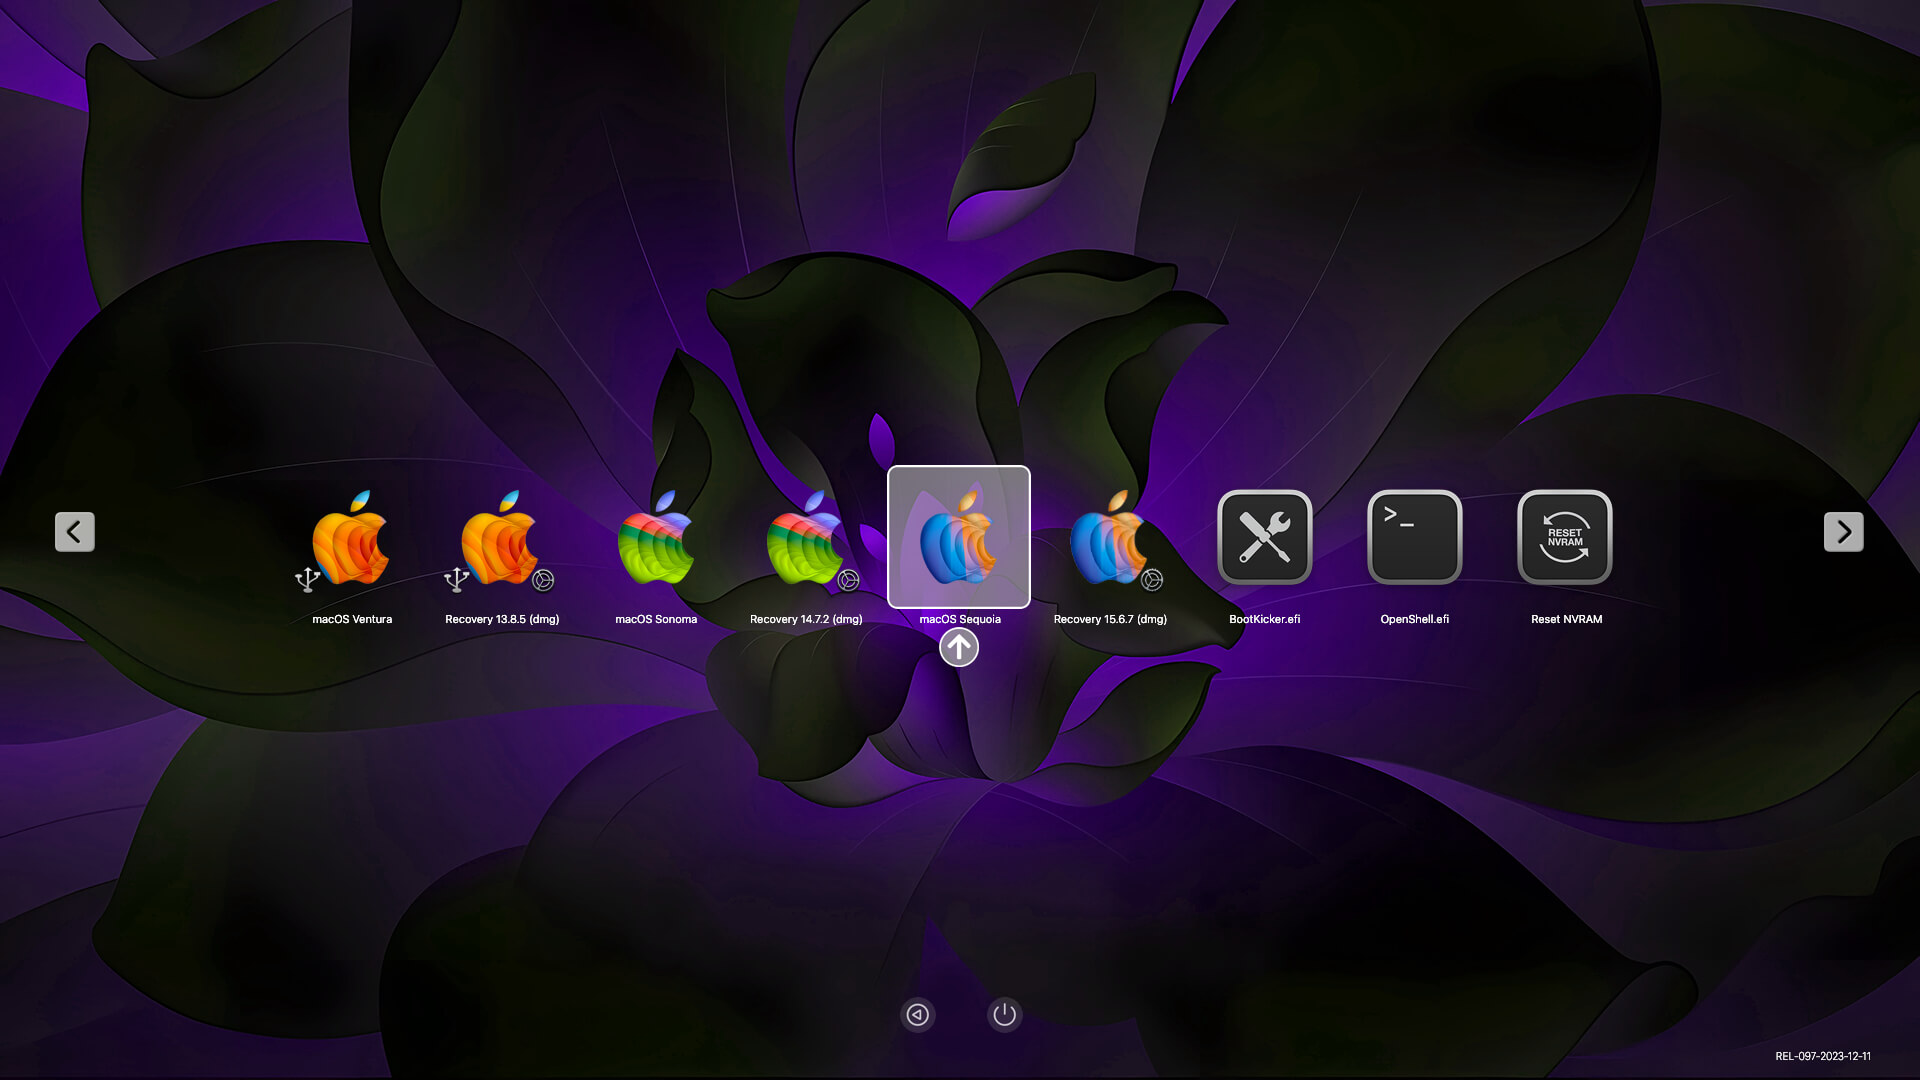 >_
RESET
NVRAM
macOS Ventura
Recovery 13.8.5 (dmg)
macOS Sonoma
Recovery 14.7.2 (dmg)
macOS Sequoia
Recovery 15.6.7 (dmg)
BootKicker.efi
OpenShell.efi
Reset NVRAM
REL-097-2023-12-11